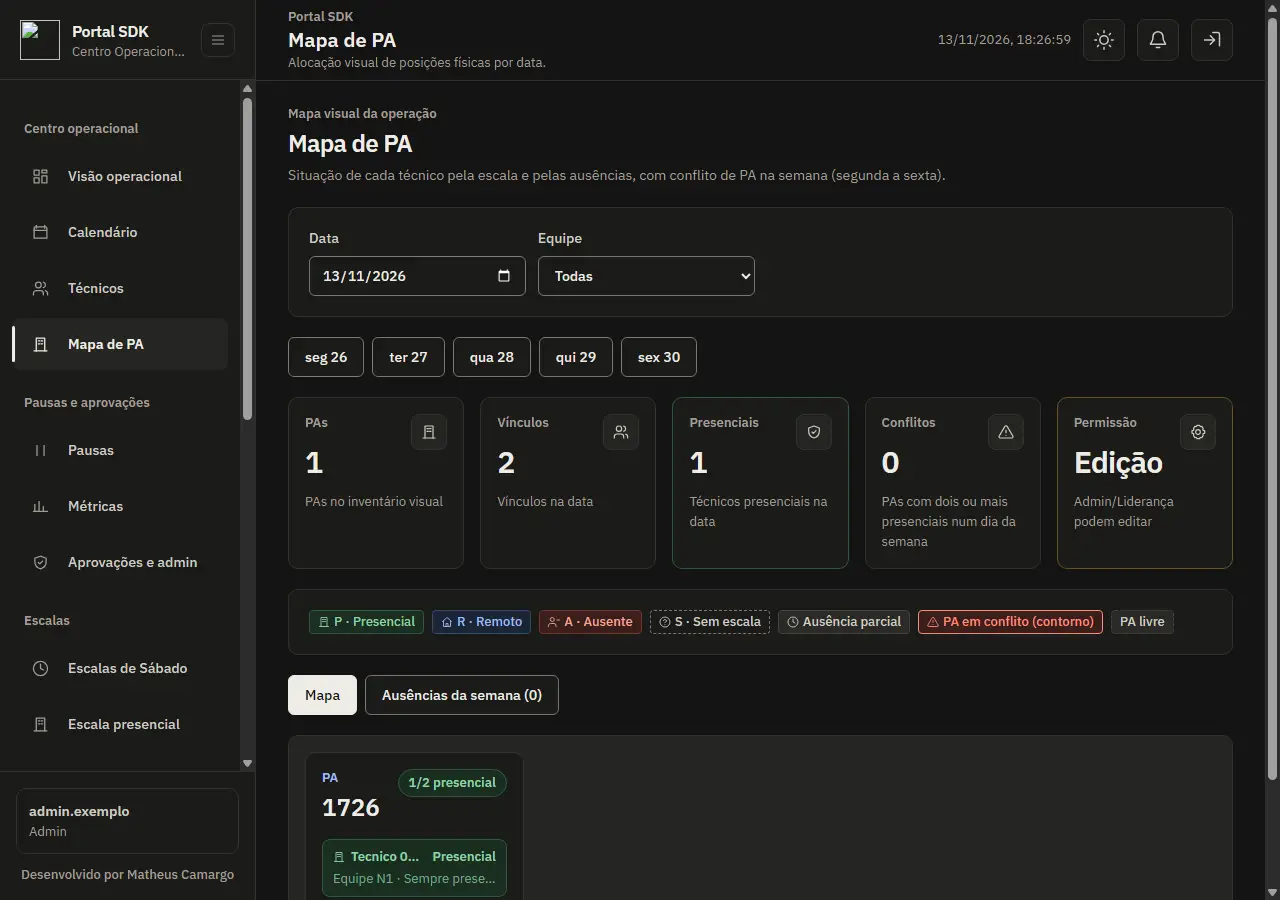 Portal SDK
Centro Operacion...
Centro operacional
Visão operacional
Calendário
Técnicos
Mapa de PA
Pausas e aprovações
Pausas
Métricas
Aprovações e admin
Escalas
Escalas de Sábado
Escala presencial
admin.exemplo
Admin
Desenvolvido por Matheus Camargo
Portal SDK
Mapa de PA
Alocação visual de posições físicas por data.
13/11/2026, 18:26:59
Mapa visual da operação
Mapa de PA
Situação de cada técnico pela escala e pelas ausências, com conflito de PA na semana (segunda a sexta).
Data
Equipe
13/11/2026
Todas
seg 26
ter 27
qua 28
qui 29
sex 30
PAs
1
PAs no inventário visual
Vínculos
2
Vínculos na data
Presenciais
1
Técnicos presenciais na
data
Conflitos
0
PAs com dois ou mais
presenciais num dia da
semana
Permissão
Edição
Admin/Liderança
podem editar
P · Presencial
R · Remoto
A · Ausente
S · Sem escala
Ausência parcial
PA em conflito (contorno)
PA livre
Mapa
Ausências da semana (0)
PA
1/2 presencial
1726
Tecnico 0...
Presencial
Equipe N1 · Sempre prese...